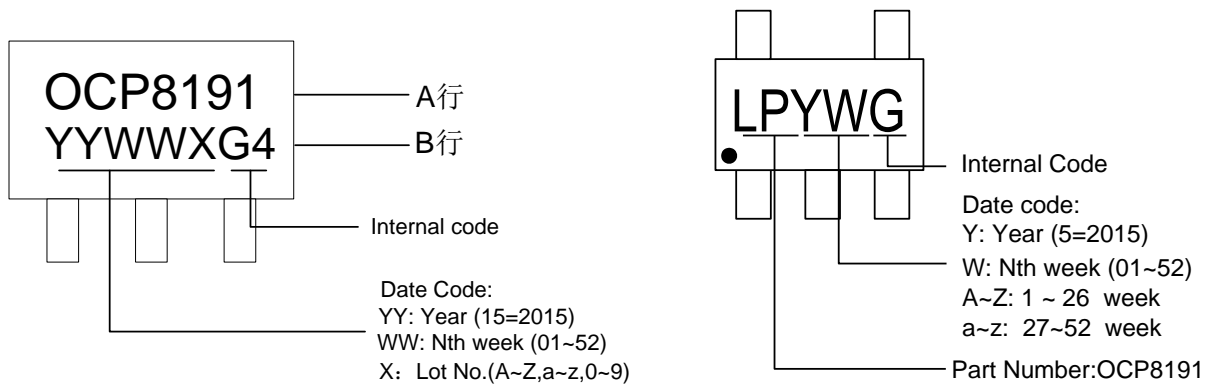 OCP8191
YYWWXG4
A行
B行
Internal code
Date Code:
YY: Year (15=2015)
WW: Nth week (01~52)
X：Lot No.(A~Z,a~z,0~9)
LPYWG
Internal Code
Date code:
Y: Year (5=2015)
W: Nth week (01~52)
A~Z: 1 ~ 26 week
a~z: 27~52 week
Part Number:OCP8191